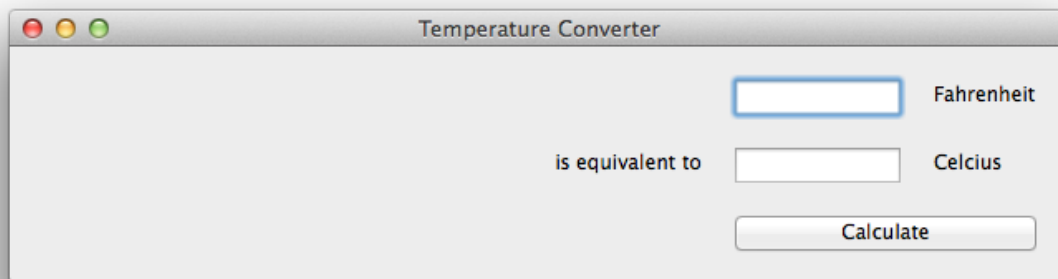 Temperature Converter
Fahrenheit
is equivalent to Celcius
Calculate